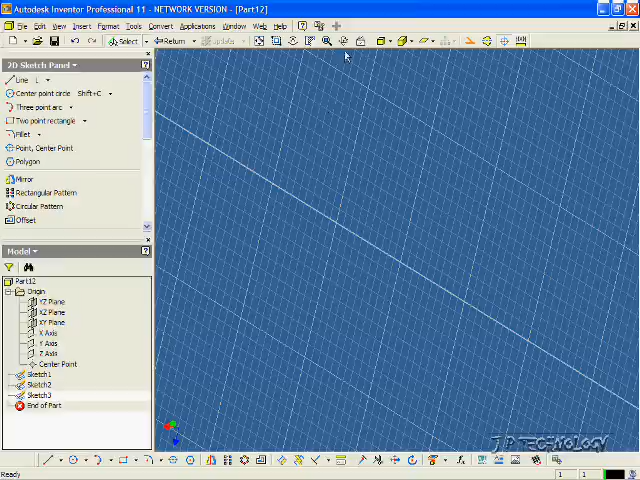 Autodesk Inventor Professional 11 - NETWORK VERSION - [Part12]
File Edit View Insert Format Tools Convert Applications Window Web Help
Select Return Update
2D Sketch Panel
Line L
Center point circle Shift+C
Three point arc
Two point rectangle
Fillet
Point, Center Point
Polygon
Mirror
Rectangular Pattern
Circular Pattern
Offset
Model
Part12
Origin
YZ Plane
XZ Plane
XY Plane
X Axis
Y Axis
Z Axis
Center Point
Sketch1
Sketch2
Sketch3
End of Part
J.P TECHNOLOGY
Ready 1 1